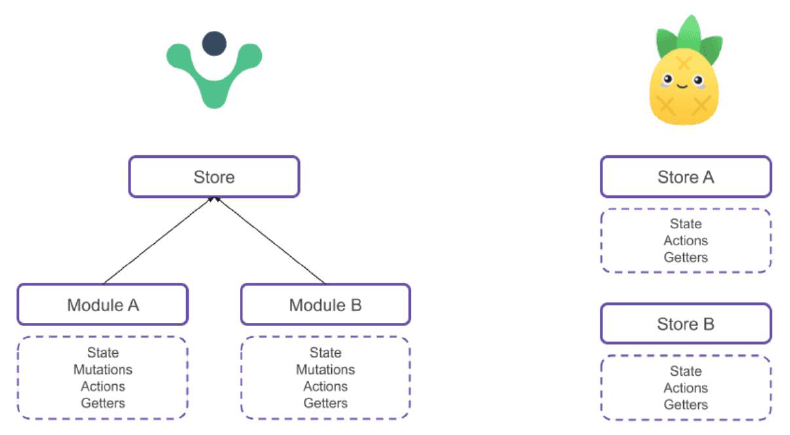 Store
Module A
State
Mutations
Actions
Getters
Module B
State
Mutations
Actions
Getters
Store A
State
Actions
Getters
Store B
State
Actions
Getters